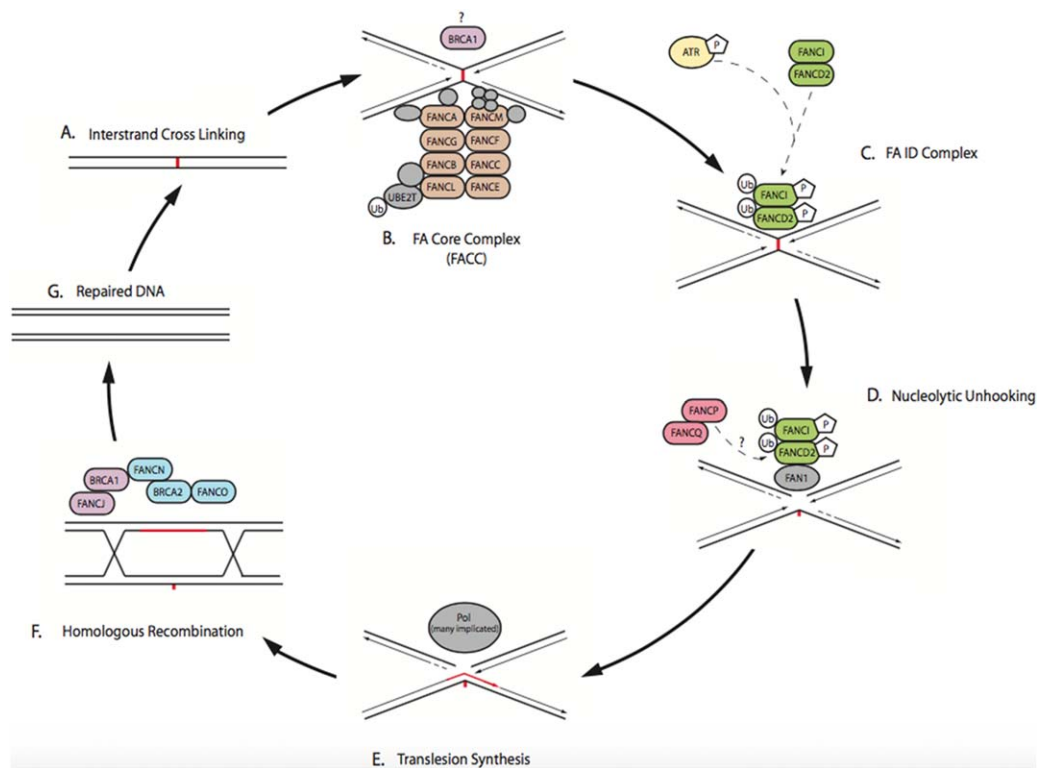 A. Interstrand Cross Linking
?
BRCA1
FANCA
FANCM
FANCG
FANCF
FANCB
FANCC
FANCL
FANCE
UBE2T
Ub
B. FA Core Complex
(FACC)
ATR
P
FANCI
FANCD2
C. FA ID Complex
Ub
FANCI
P
Ub
FANCD2
P
D. Nucleolytic Unhooking
FANCP
FANCQ
?
Ub
FANCI
P
Ub
FANCD2
P
FAN1
Pol
(many implicated)
E. Translesion Synthesis
FANCN
BRCA1
BRCA2
FANCO
FANCJ
F. Homologous Recombination
G. Repaired DNA